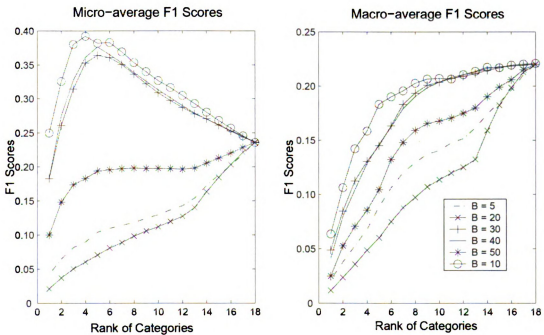 Micro-average F1 Scores
0.40
0.35
0.30
0.25
0.20
0.15
0.10
0.05
0
F1 Scores
0 2 4 6 8 10 12 14 16 18
Rank of Categories
Macro-average F1 Scores
0.25
0.20
0.15
0.10
0.05
0
F1 Scores
B = 5
B = 20
B = 30
B = 40
B = 50
B = 10
0 2 4 6 8 10 12 14 16 18
Rank of Categories